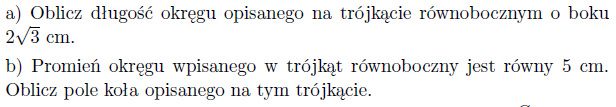 a) Oblicz długość okręgu opisanego na trójkącie równobocznym o boku
2√3 cm.
b) Promień okręgu wpisanego w trójkąt równoboczny jest równy 5 cm.
Oblicz pole koła opisanego na tym trójkącie.